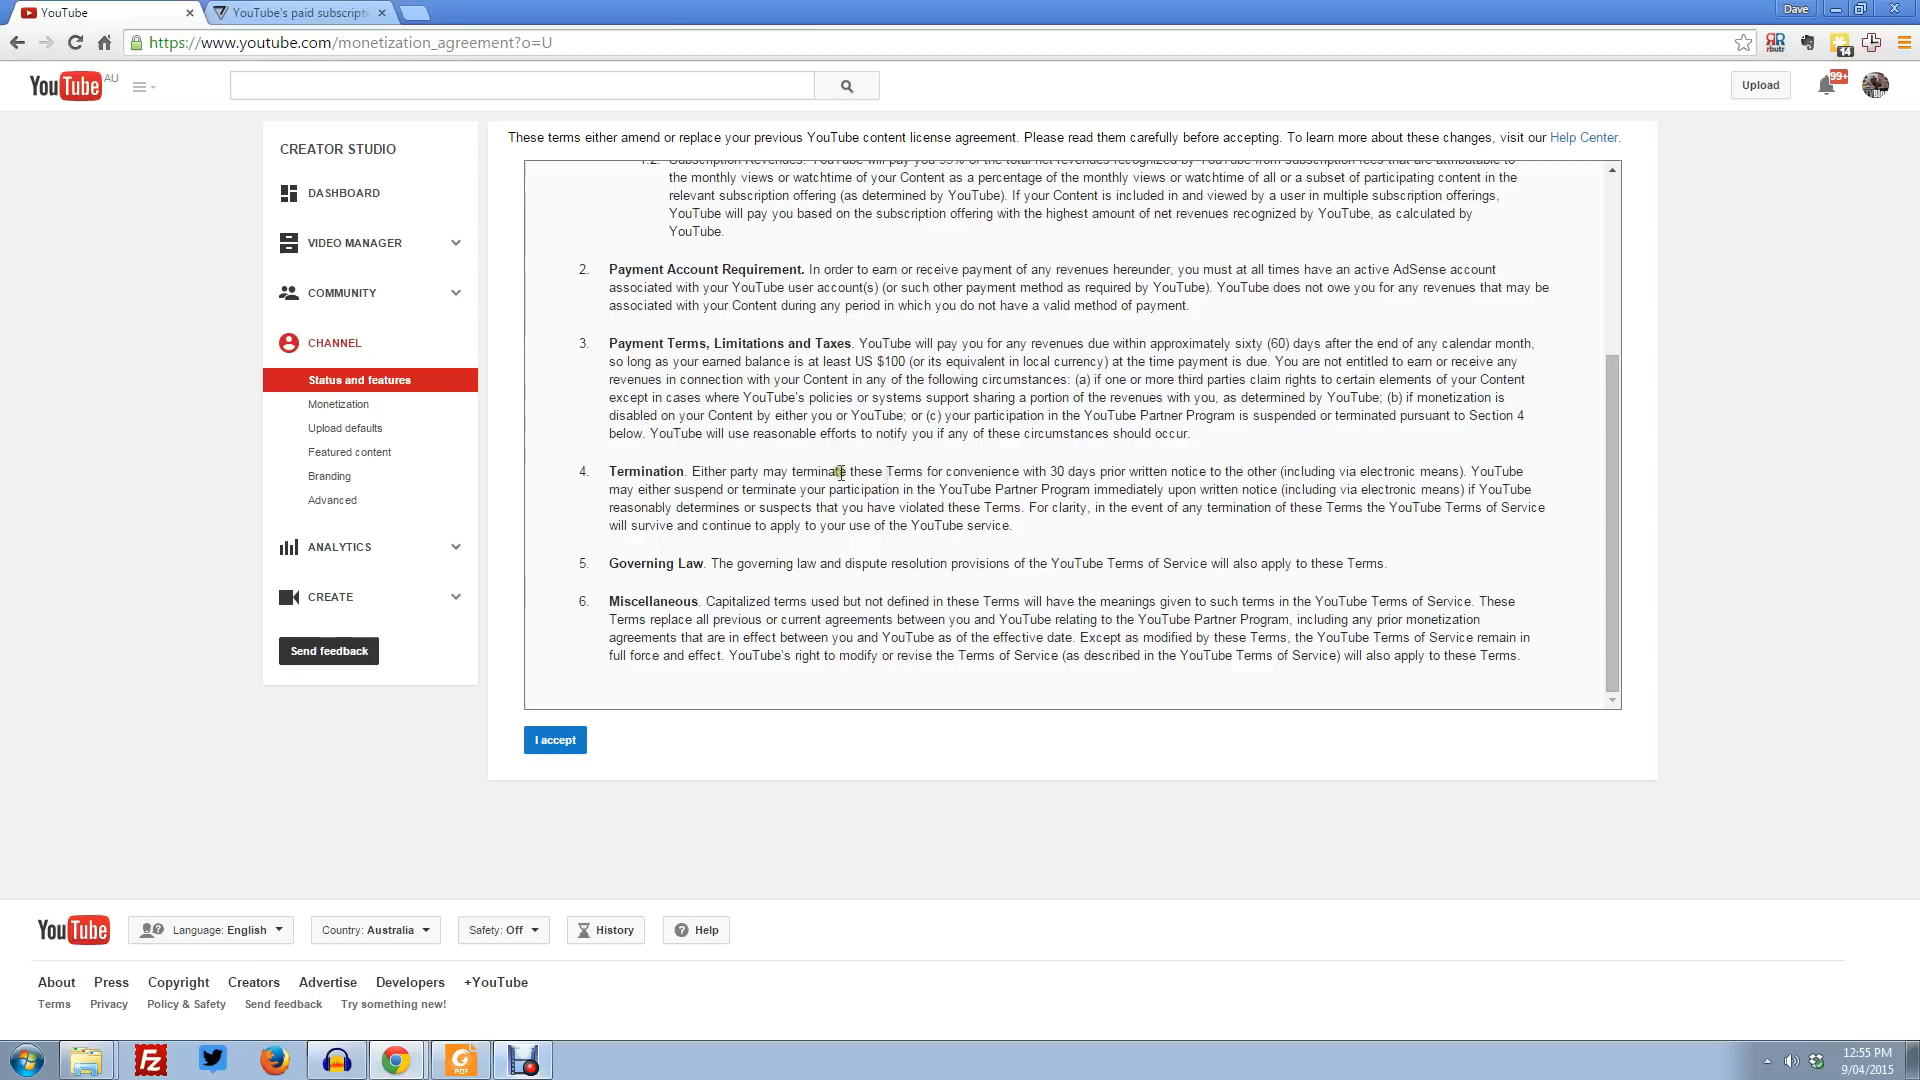 YouTube
YouTube's paid subscripti
Dave
https://www.youtube.com/monetization_agreement?o=U
rbutr
14
YouTube AU
Upload
99+
CREATOR STUDIO
DASHBOARD
VIDEO MANAGER
COMMUNITY
CHANNEL
Status and features
Monetization
Upload defaults
Featured content
Branding
Advanced
ANALYTICS
CREATE
Send feedback
These terms either amend or replace your previous YouTube content license agreement. Please read them carefully before accepting. To learn more about these changes, visit our Help Center.
1.2. Subscription Revenues. YouTube will pay you 55% of the total net revenues recognized by YouTube from subscription fees that are attributable to
the monthly views or watchtime of your Content as a percentage of the monthly views or watchtime of all or a subset of participating content in the
relevant subscription offering (as determined by YouTube). If your Content is included in and viewed by a user in multiple subscription offerings,
YouTube will pay you based on the subscription offering with the highest amount of net revenues recognized by YouTube, as calculated by
YouTube.
2. Payment Account Requirement. In order to earn or receive payment of any revenues hereunder, you must at all times have an active AdSense account
associated with your YouTube user account(s) (or such other payment method as required by YouTube). YouTube does not owe you for any revenues that may be
associated with your Content during any period in which you do not have a valid method of payment.
3. Payment Terms, Limitations and Taxes. YouTube will pay you for any revenues due within approximately sixty (60) days after the end of any calendar month,
so long as your earned balance is at least US $100 (or its equivalent in local currency) at the time payment is due. You are not entitled to earn or receive any
revenues in connection with your Content in any of the following circumstances: (a) if one or more third parties claim rights to certain elements of your Content
except in cases where YouTube's policies or systems support sharing a portion of the revenues with you, as determined by YouTube; (b) if monetization is
disabled on your Content by either you or YouTube; or (c) your participation in the YouTube Partner Program is suspended or terminated pursuant to Section 4
below. YouTube will use reasonable efforts to notify you if any of these circumstances should occur.
4. Termination. Either party may terminate these Terms for convenience with 30 days prior written notice to the other (including via electronic means). YouTube
may either suspend or terminate your participation in the YouTube Partner Program immediately upon written notice (including via electronic means) if YouTube
reasonably determines or suspects that you have violated these Terms. For clarity, in the event of any termination of these Terms the YouTube Terms of Service
will survive and continue to apply to your use of the YouTube service.
5. Governing Law. The governing law and dispute resolution provisions of the YouTube Terms of Service will also apply to these Terms.
6. Miscellaneous. Capitalized terms used but not defined in these Terms will have the meanings given to such terms in the YouTube Terms of Service. These
Terms replace all previous or current agreements between you and YouTube relating to the YouTube Partner Program, including any prior monetization
agreements that are in effect between you and YouTube as of the effective date. Except as modified by these Terms, the YouTube Terms of Service remain in
full force and effect. YouTube's right to modify or revise the Terms of Service (as described in the YouTube Terms of Service) will also apply to these Terms.
I accept
YouTube
Language: English
Country: Australia
Safety: Off
History
Help
About Press Copyright Creators Advertise Developers +YouTube
Terms Privacy Policy & Safety Send feedback Try something new!
Fz
PDF
12:55 PM
9/04/2015